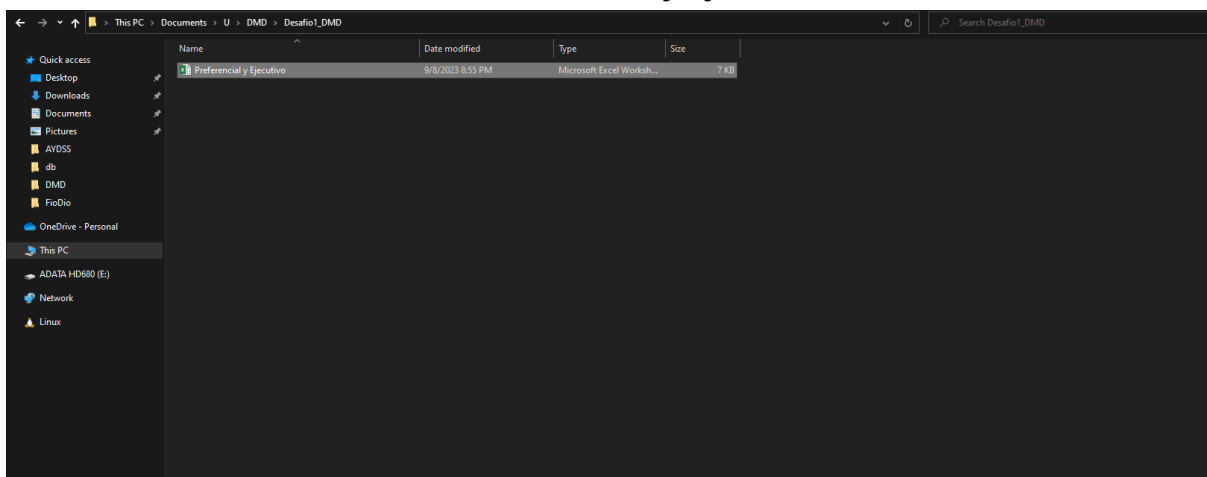 This PC > Documents > U > DMD > Desafio1_DMD
Search Desafio1_DMD
Name Date modified Type Size
Quick access
Preferencial y Ejecutivo 9/8/2023 8:55 PM Microsoft Excel Worksh... 7 KB
Desktop
Downloads
Documents
Pictures
AYDSS
db
DMD
FioDio
OneDrive - Personal
This PC
ADATA HD680 (E:)
Network
Linux